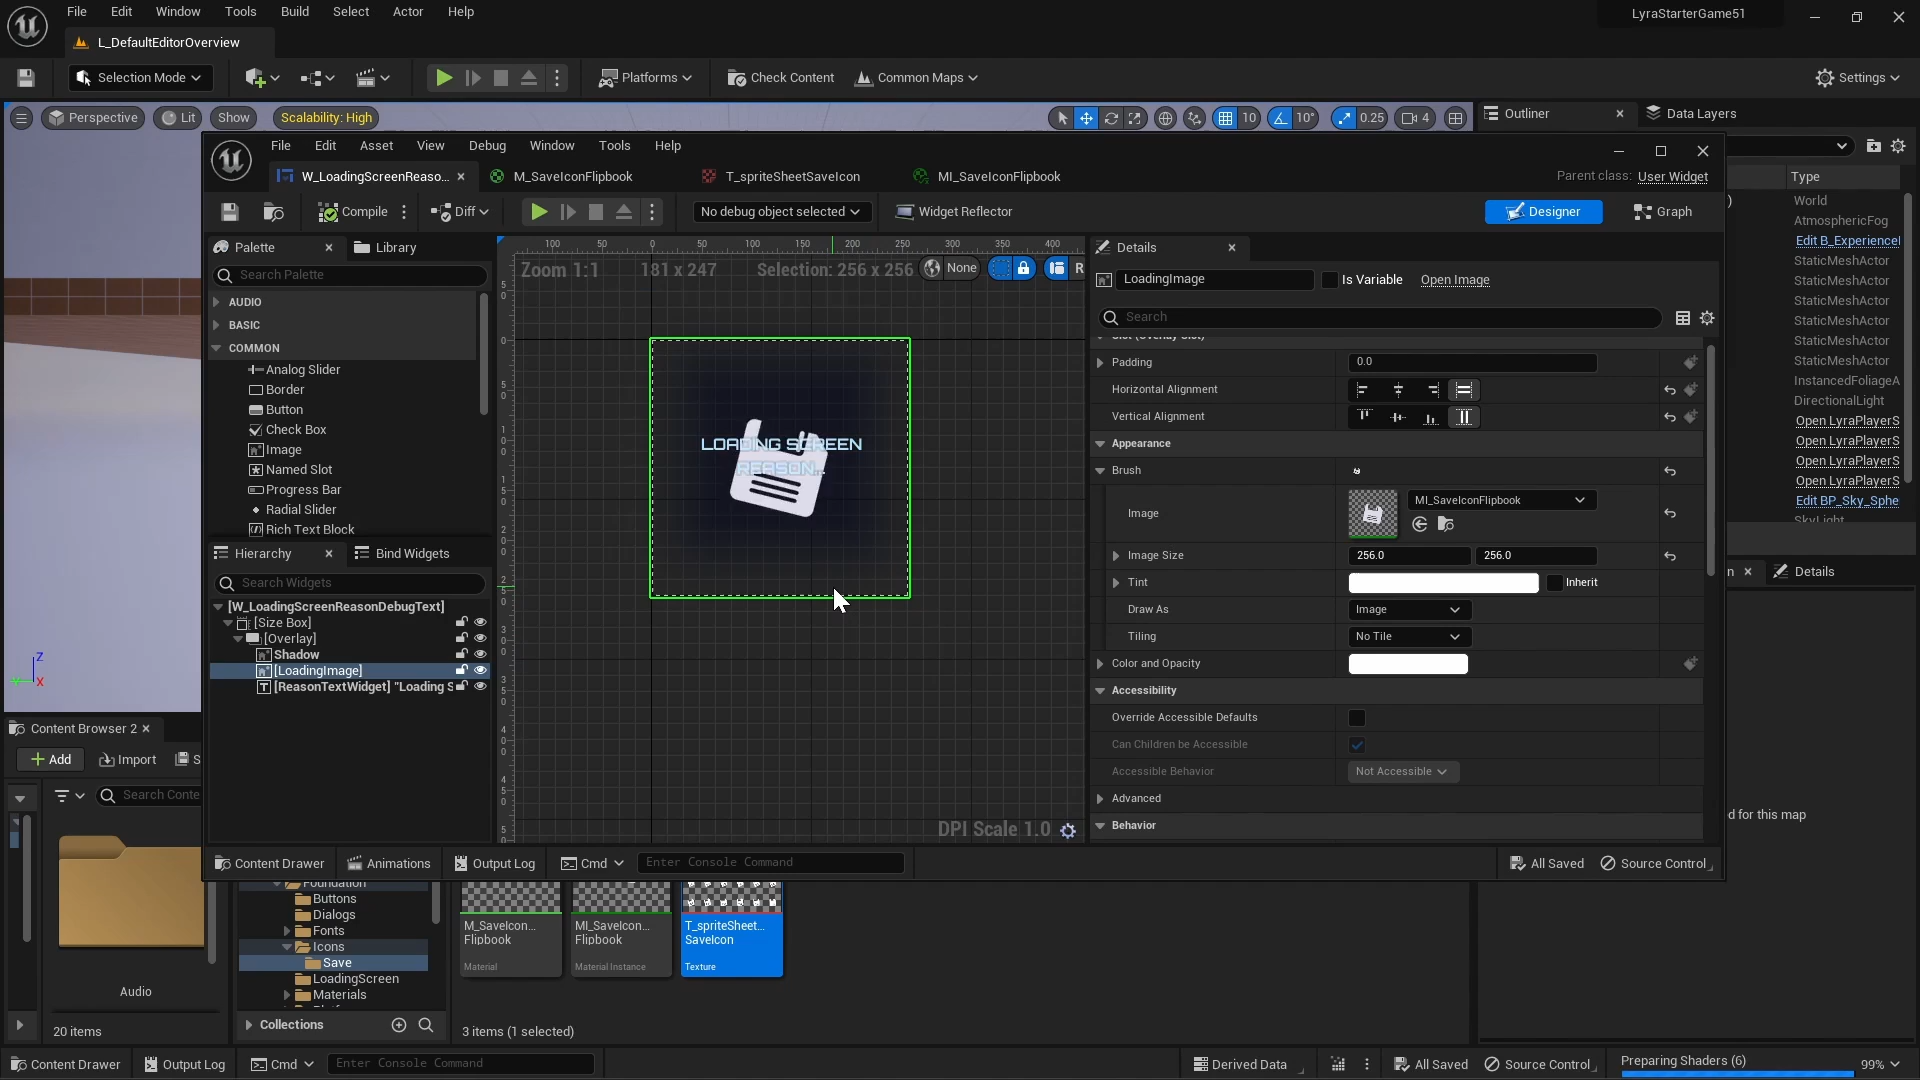 File Edit Window Tools Build Select Actor Help
LyraStarterGame51
L_DefaultEditorOverview
Selection Mode
Platforms
Check Content
Common Maps
Settings
Perspective
Lit
Show
Scalability: High
10
10°
0.25
4
Outliner
Data Layers
File Edit Asset View Debug Window Tools Help
W_LoadingScreenReaso...
M_SaveIconFlipbook
T_spriteSheetSaveIcon
MI_SaveIconFlipbook
Parent class: User Widget
Compile
Diff
No debug object selected
Widget Reflector
Designer
Graph
Palette
Library
Search Palette
AUDIO
BASIC
COMMON
Analog Slider
Border
Button
Check Box
Image
Named Slot
Progress Bar
Radial Slider
Rich Text Block
Hierarchy
Bind Widgets
Search Widgets
[W_LoadingScreenReasonDebugText]
[Size Box]
[Overlay]
Shadow
[LoadingImage]
[ReasonTextWidget] "Loading S
100 50 0 50 100 150 200 250 300 350 400
Zoom 1:1
181 x 247
Selection: 256 x 256
None
R
LOADING SCREEN
REASON...
DPI Scale 1.0
Details
LoadingImage
Is Variable
Open Image
Search
Slot (Overlay Slot)
Padding
0.0
Horizontal Alignment
Vertical Alignment
Appearance
Brush
Image
MI_SaveIconFlipbook
Image Size
256.0
256.0
Tint
Inherit
Draw As
Image
Tiling
No Tile
Color and Opacity
Accessibility
Override Accessible Defaults
Can Children be Accessible
Accessible Behavior
Not Accessible
Advanced
Behavior
Content Drawer
Animations
Output Log
Cmd
Enter Console Command
All Saved
Source Control
Type
World
AtmosphericFog
Edit B_ExperienceI
StaticMeshActor
StaticMeshActor
StaticMeshActor
StaticMeshActor
StaticMeshActor
StaticMeshActor
InstancedFoliageA
DirectionalLight
Open LyraPlayerS
Open LyraPlayerS
Open LyraPlayerS
Open LyraPlayerS
Edit BP_Sky_Sphe
SkyLight
n
Details
ed for this map
Z
X
Content Browser 2
Add
Import
S
Search Conte
Audio
20 items
Foundation
Buttons
Dialogs
Fonts
Icons
Save
LoadingScreen
Materials
Collections
M_SaveIcon...
Flipbook
Material
MI_SaveIcon...
Flipbook
Material Instance
T_spriteSheet...
SaveIcon
Texture
3 items (1 selected)
Content Drawer
Output Log
Cmd
Enter Console Command
Derived Data
All Saved
Source Control
Preparing Shaders (6)
99%